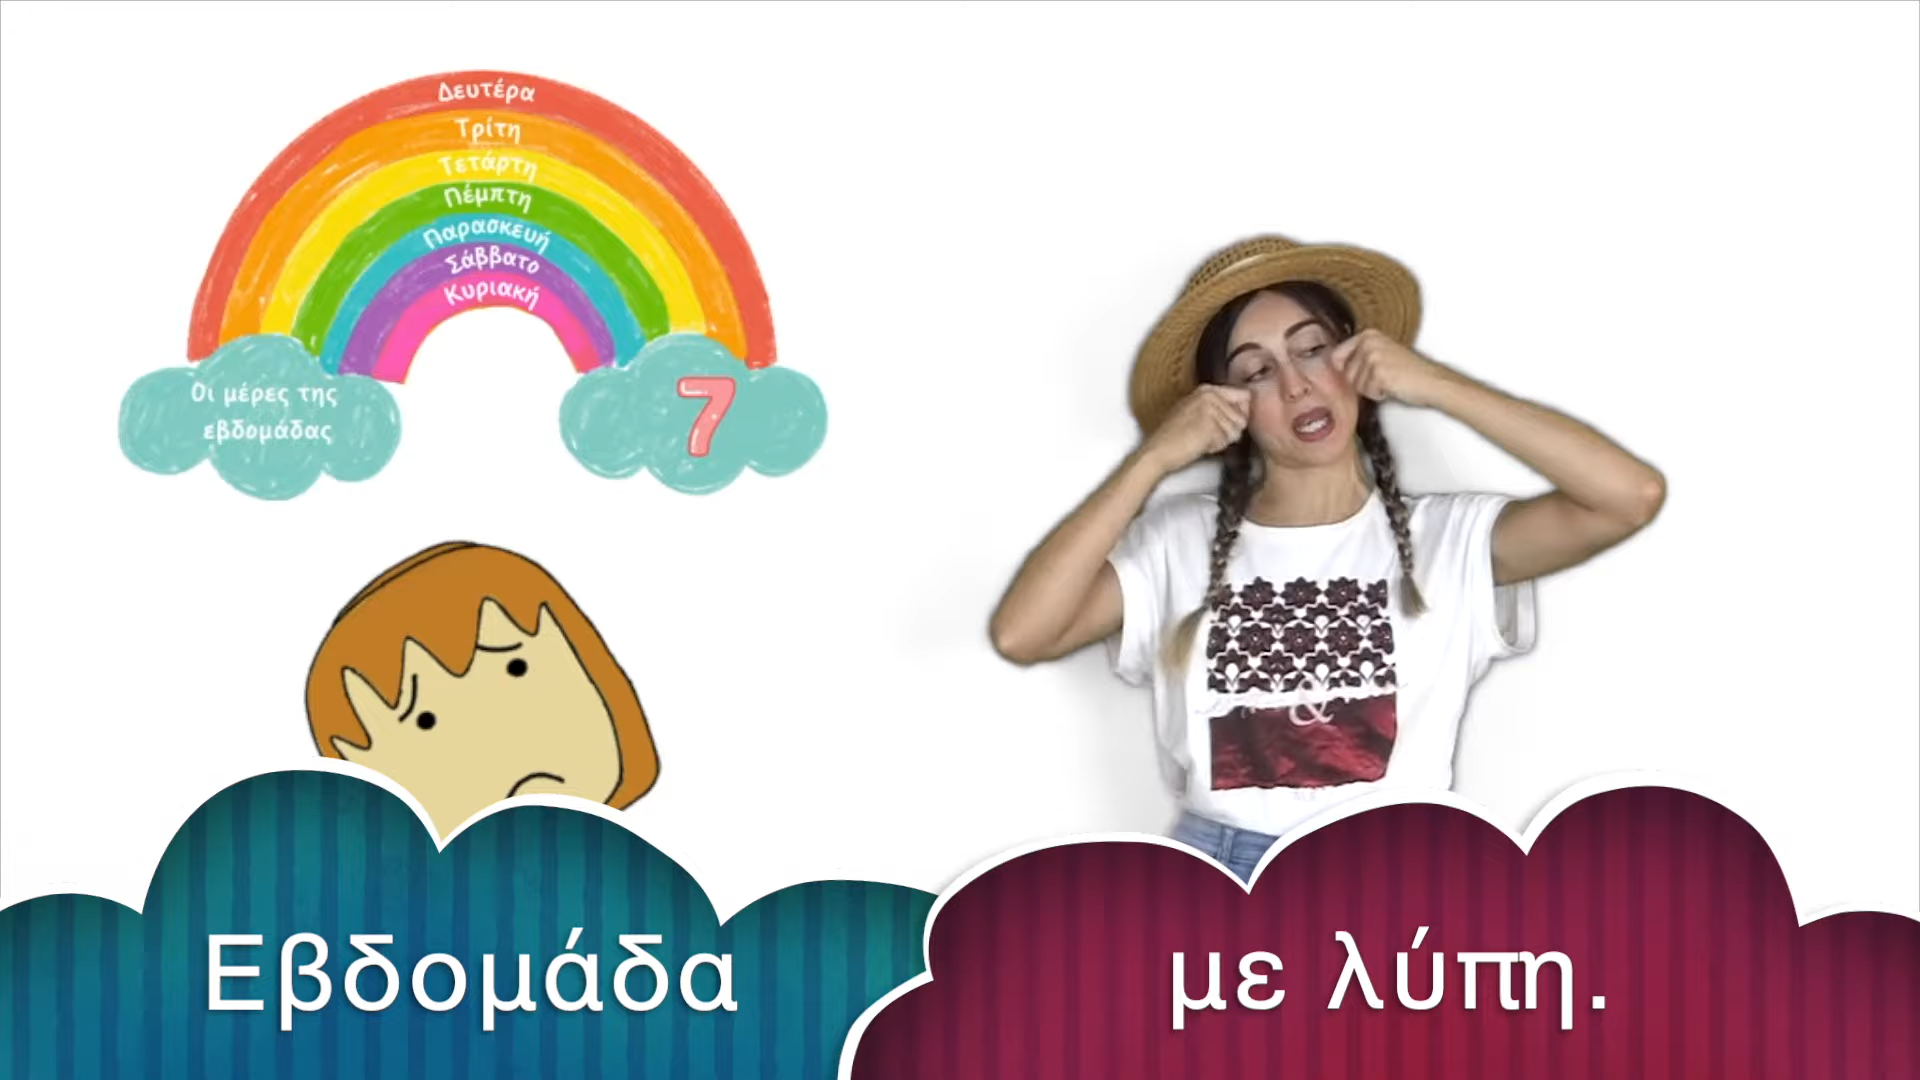 Δευτέρα
Τρίτη
Τετάρτη
Πέμπτη
Παρασκευή
Σάββατο
Κυριακή
Οι μέρες της
εβδομάδας
7
&
Εβδομάδα
με λύπη.